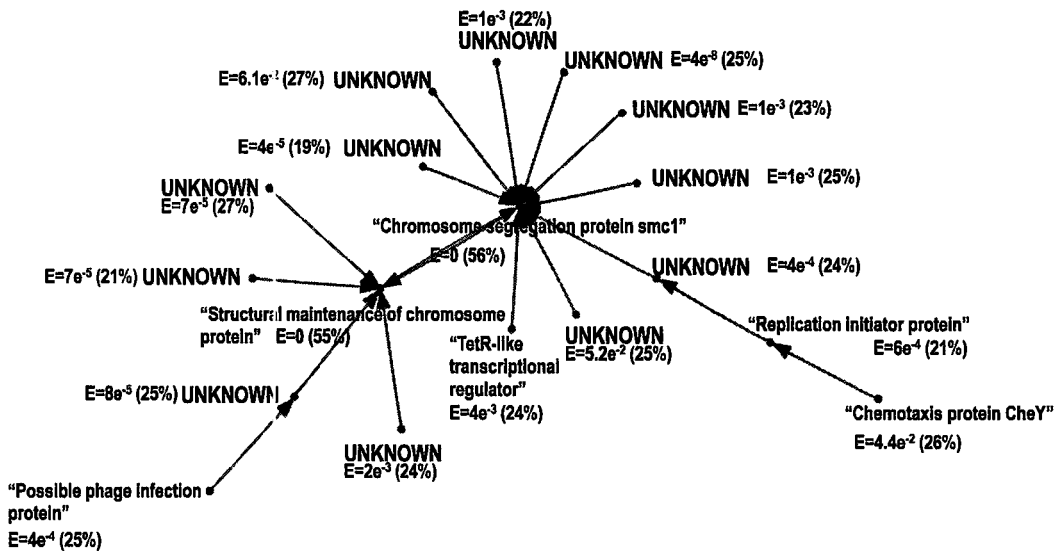 E=1e-3 (22%)
UNKNOWN
UNKNOWN E=4e-8 (25%)
E=6.1e- (27%) UNKNOWN
UNKNOWN E=1e-3 (23%)
E=4e-5 (19%) UNKNOWN
UNKNOWN E=1e-3 (25%)
UNKNOWN
E=7e-5 (27%)
“Chromosome segregation protein smc1”
E=0 (56%)
E=7e-5 (21%) UNKNOWN
UNKNOWN E=4e-4 (24%)
“Structural maintenance of chromosome
protein” E=0 (55%)
“TetR-like
transcriptional
regulator”
E=4e-3 (24%)
UNKNOWN
E=5.2e-2 (25%)
“Replication initiator protein”
E=6e-4 (21%)
E=8e-5 (25%) UNKNOWN
“Chemotaxis protein CheY”
E=4.4e-2 (26%)
UNKNOWN
E=2e-3 (24%)
“Possible phage infection
protein”
E=4e-4 (25%)